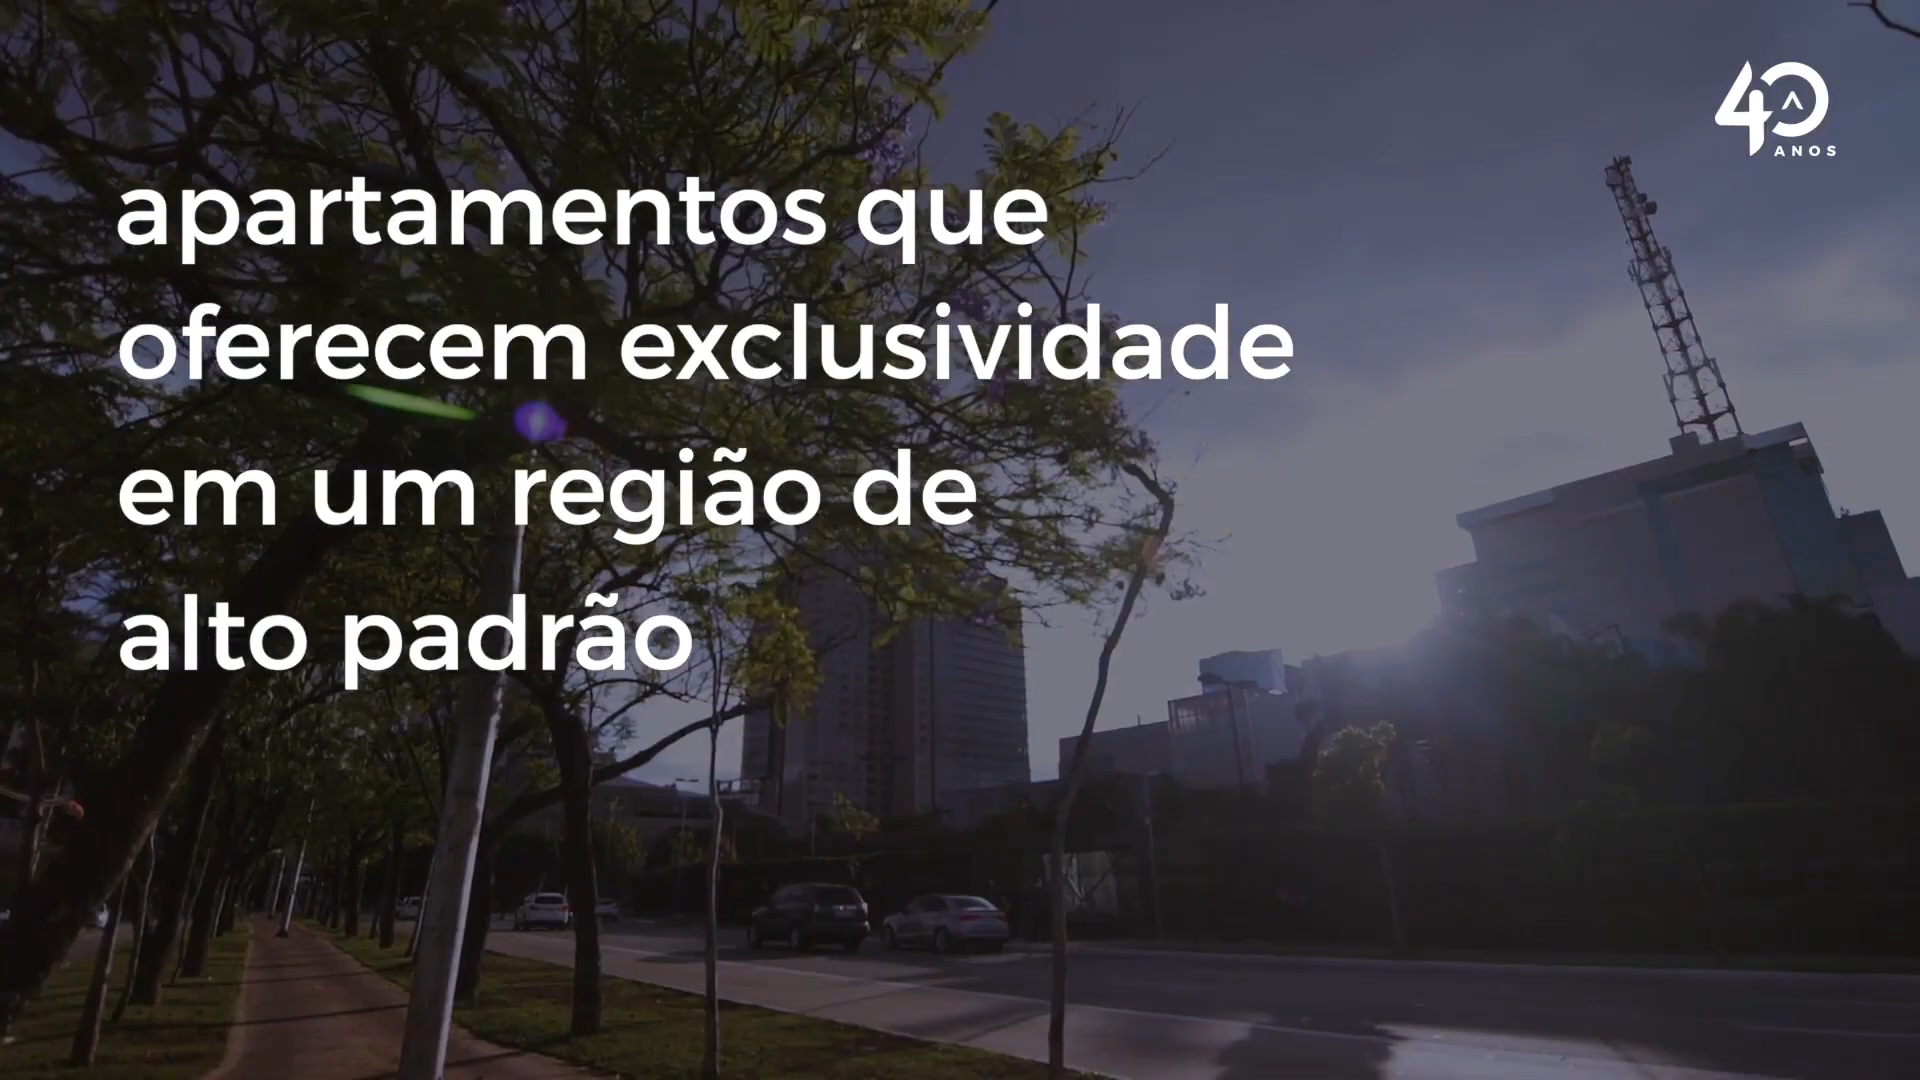 40
ANOS
apartamentos que
oferecem exclusividade
em um região de
alto padrão